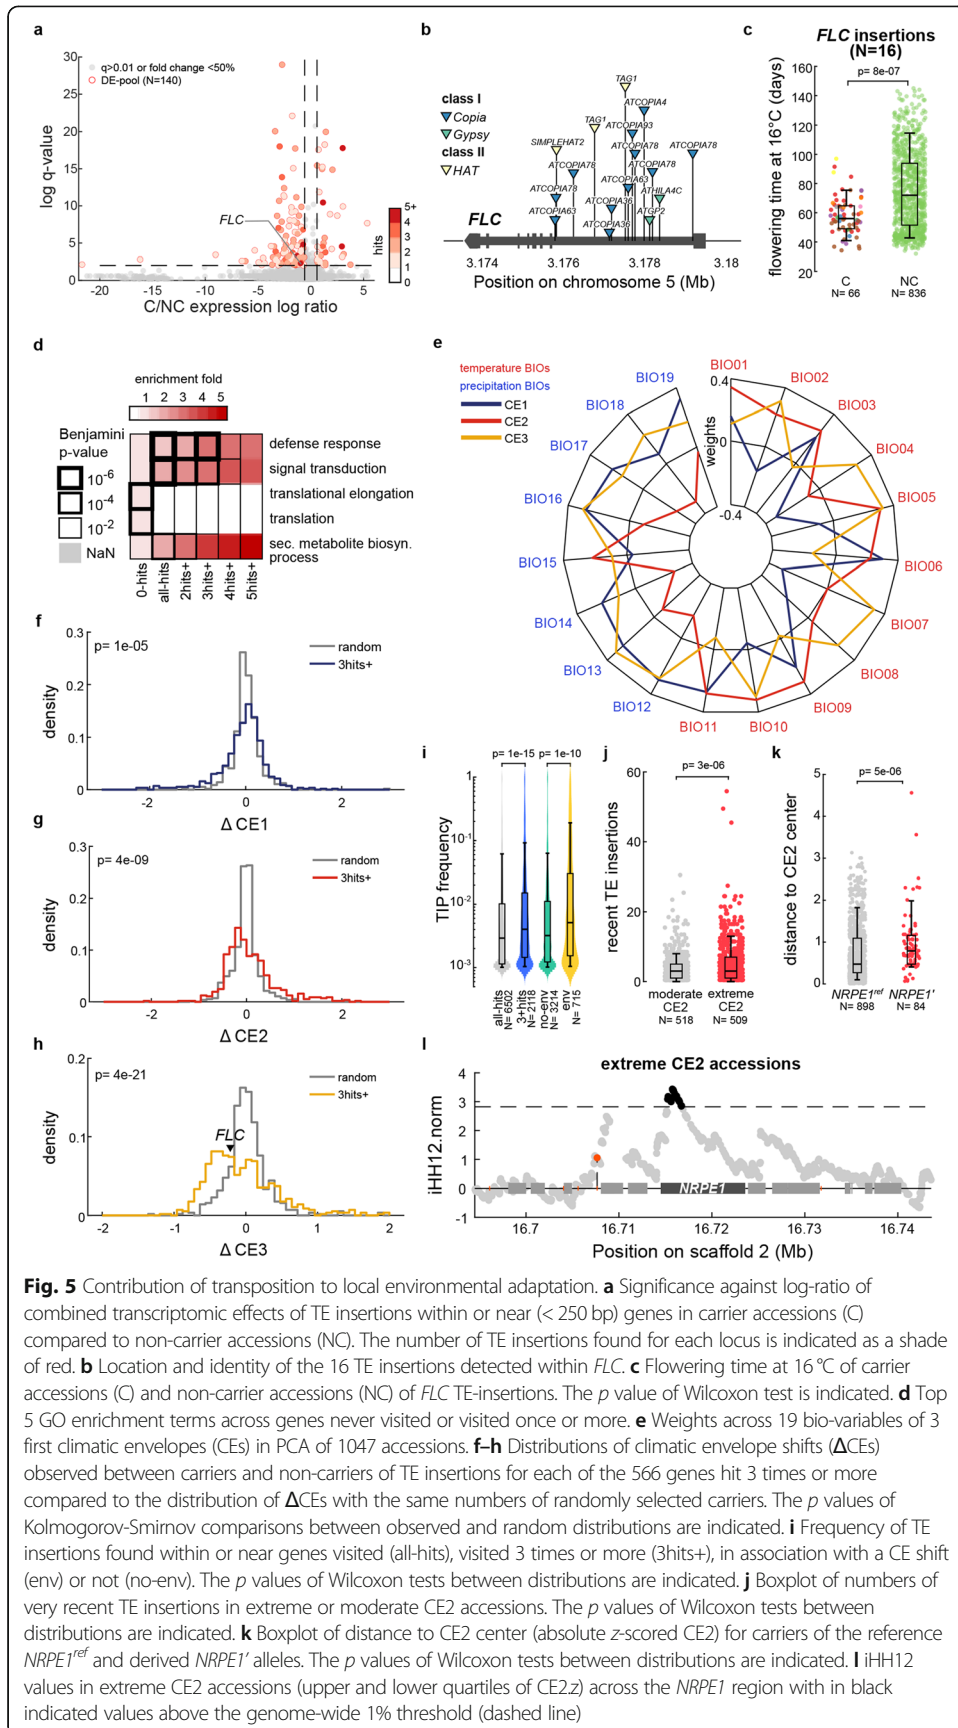 a
30
25
20
15
10
5
0
log q-value
q>0.01 or fold change <50%
DE-pool (N=140)
FLC
5+
4
3
2
1
0
hits
-20
-15
-10
-5
0
5
C/NC expression log ratio
b
class I
Copia
Gypsy
class II
HAT
TAG1
ATCOPIA4
TAG1
ATCOPIA93
SIMPLEHAT2
ATCOPIA78
ATCOPIA78
ATCOPIA78
ATCOPIA78
ATCOPIA78
ATCOPIA63
ATHILA4C
ATCOPIA63
ATCOPIA36
ATGP2
ATCOPIA36
FLC
3.174
3.176
3.178
3.18
Position on chromosome 5 (Mb)
c
FLC insertions
(N=16)
p= 8e-07
160
140
120
100
80
60
40
20
flowering time at 16°C (days)
C
N= 66
NC
N= 836
d
enrichment fold
1 2 3 4 5
Benjamini
p-value
10-6
10-4
10-2
NaN
defense response
signal transduction
translational elongation
translation
sec. metabolite biosyn.
process
0-hits
all-hits
2hits+
3hits+
4hits+
5hits+
e
temperature BIOs
precipitation BIOs
CE1
CE2
CE3
0.4
0
-0.4
weights
BIO01
BIO02
BIO03
BIO04
BIO05
BIO06
BIO07
BIO08
BIO09
BIO10
BIO11
BIO12
BIO13
BIO14
BIO15
BIO16
BIO17
BIO18
BIO19
f
p= 1e-05
random
3hits+
0.3
0.2
0.1
0
density
-2
0
2
Δ CE1
g
p= 4e-09
random
3hits+
0.3
0.2
0.1
0
density
-2
0
2
Δ CE2
h
p= 4e-21
random
3hits+
FLC
0.2
0.1
0
density
-2
-1
0
1
2
Δ CE3
i
p= 1e-15 p= 1e-10
1
10-1
10-2
10-3
TIP frequency
all-hits
N= 6502
3+hits
N= 2118
no-env
N= 3214
env
N= 715
j
p= 3e-06
60
40
20
0
recent TE insertions
moderate
CE2
N= 518
extreme
CE2
N= 509
k
p= 5e-06
5
4
3
2
1
0
distance to CE2 center
NRPE1ref
N= 898
NRPE1'
N= 84
l
extreme CE2 accessions
4
3
2
1
0
-1
iHH12.norm
NRPE1
16.7
16.71
16.72
16.73
16.74
Position on scaffold 2 (Mb)
Fig. 5 Contribution of transposition to local environmental adaptation. a Significance against log-ratio of
combined transcriptomic effects of TE insertions within or near (< 250 bp) genes in carrier accessions (C)
compared to non-carrier accessions (NC). The number of TE insertions found for each locus is indicated as a shade
of red. b Location and identity of the 16 TE insertions detected within FLC. c Flowering time at 16 °C of carrier
accessions (C) and non-carrier accessions (NC) of FLC TE-insertions. The p value of Wilcoxon test is indicated. d Top
5 GO enrichment terms across genes never visited or visited once or more. e Weights across 19 bio-variables of 3
first climatic envelopes (CEs) in PCA of 1047 accessions. f–h Distributions of climatic envelope shifts (ΔCEs)
observed between carriers and non-carriers of TE insertions for each of the 566 genes hit 3 times or more
compared to the distribution of ΔCEs with the same numbers of randomly selected carriers. The p values of
Kolmogorov-Smirnov comparisons between observed and random distributions are indicated. i Frequency of TE
insertions found within or near genes visited (all-hits), visited 3 times or more (3hits+), in association with a CE shift
(env) or not (no-env). The p values of Wilcoxon tests between distributions are indicated. j Boxplot of numbers of
very recent TE insertions in extreme or moderate CE2 accessions. The p values of Wilcoxon tests between
distributions are indicated. k Boxplot of distance to CE2 center (absolute z-scored CE2) for carriers of the reference
NRPE1ref and derived NRPE1' alleles. The p values of Wilcoxon tests between distributions are indicated. l iHH12
values in extreme CE2 accessions (upper and lower quartiles of CE2.z) across the NRPE1 region with in black
indicated values above the genome-wide 1% threshold (dashed line)